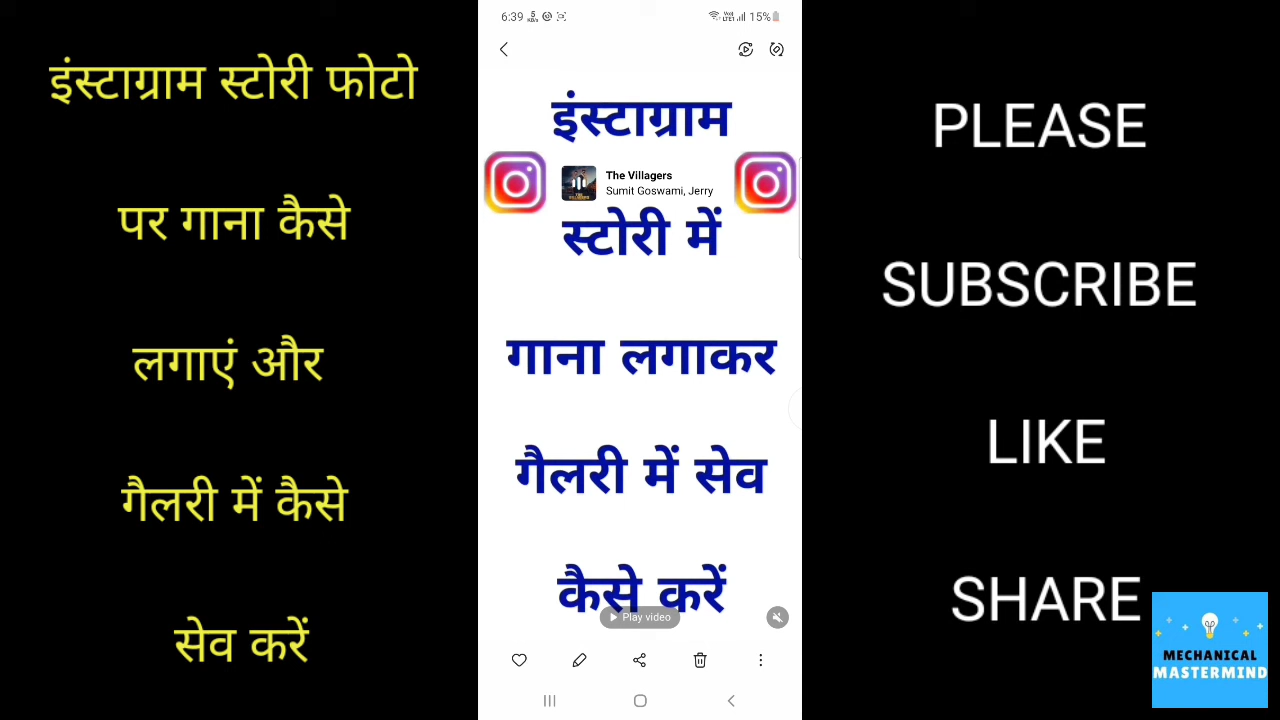 इंस्टाग्राम स्टोरी फोटो
पर गाना कैसे
लगाएं और
गैलरी में कैसे
सेव करें
6:39
15%
इंस्टाग्राम
The Villagers
Sumit Goswami, Jerry
स्टोरी में
गाना लगाकर
गैलरी में सेव
कैसे करें
Play video
PLEASE
SUBSCRIBE
LIKE
SHARE
MECHANICAL
MASTERMIND